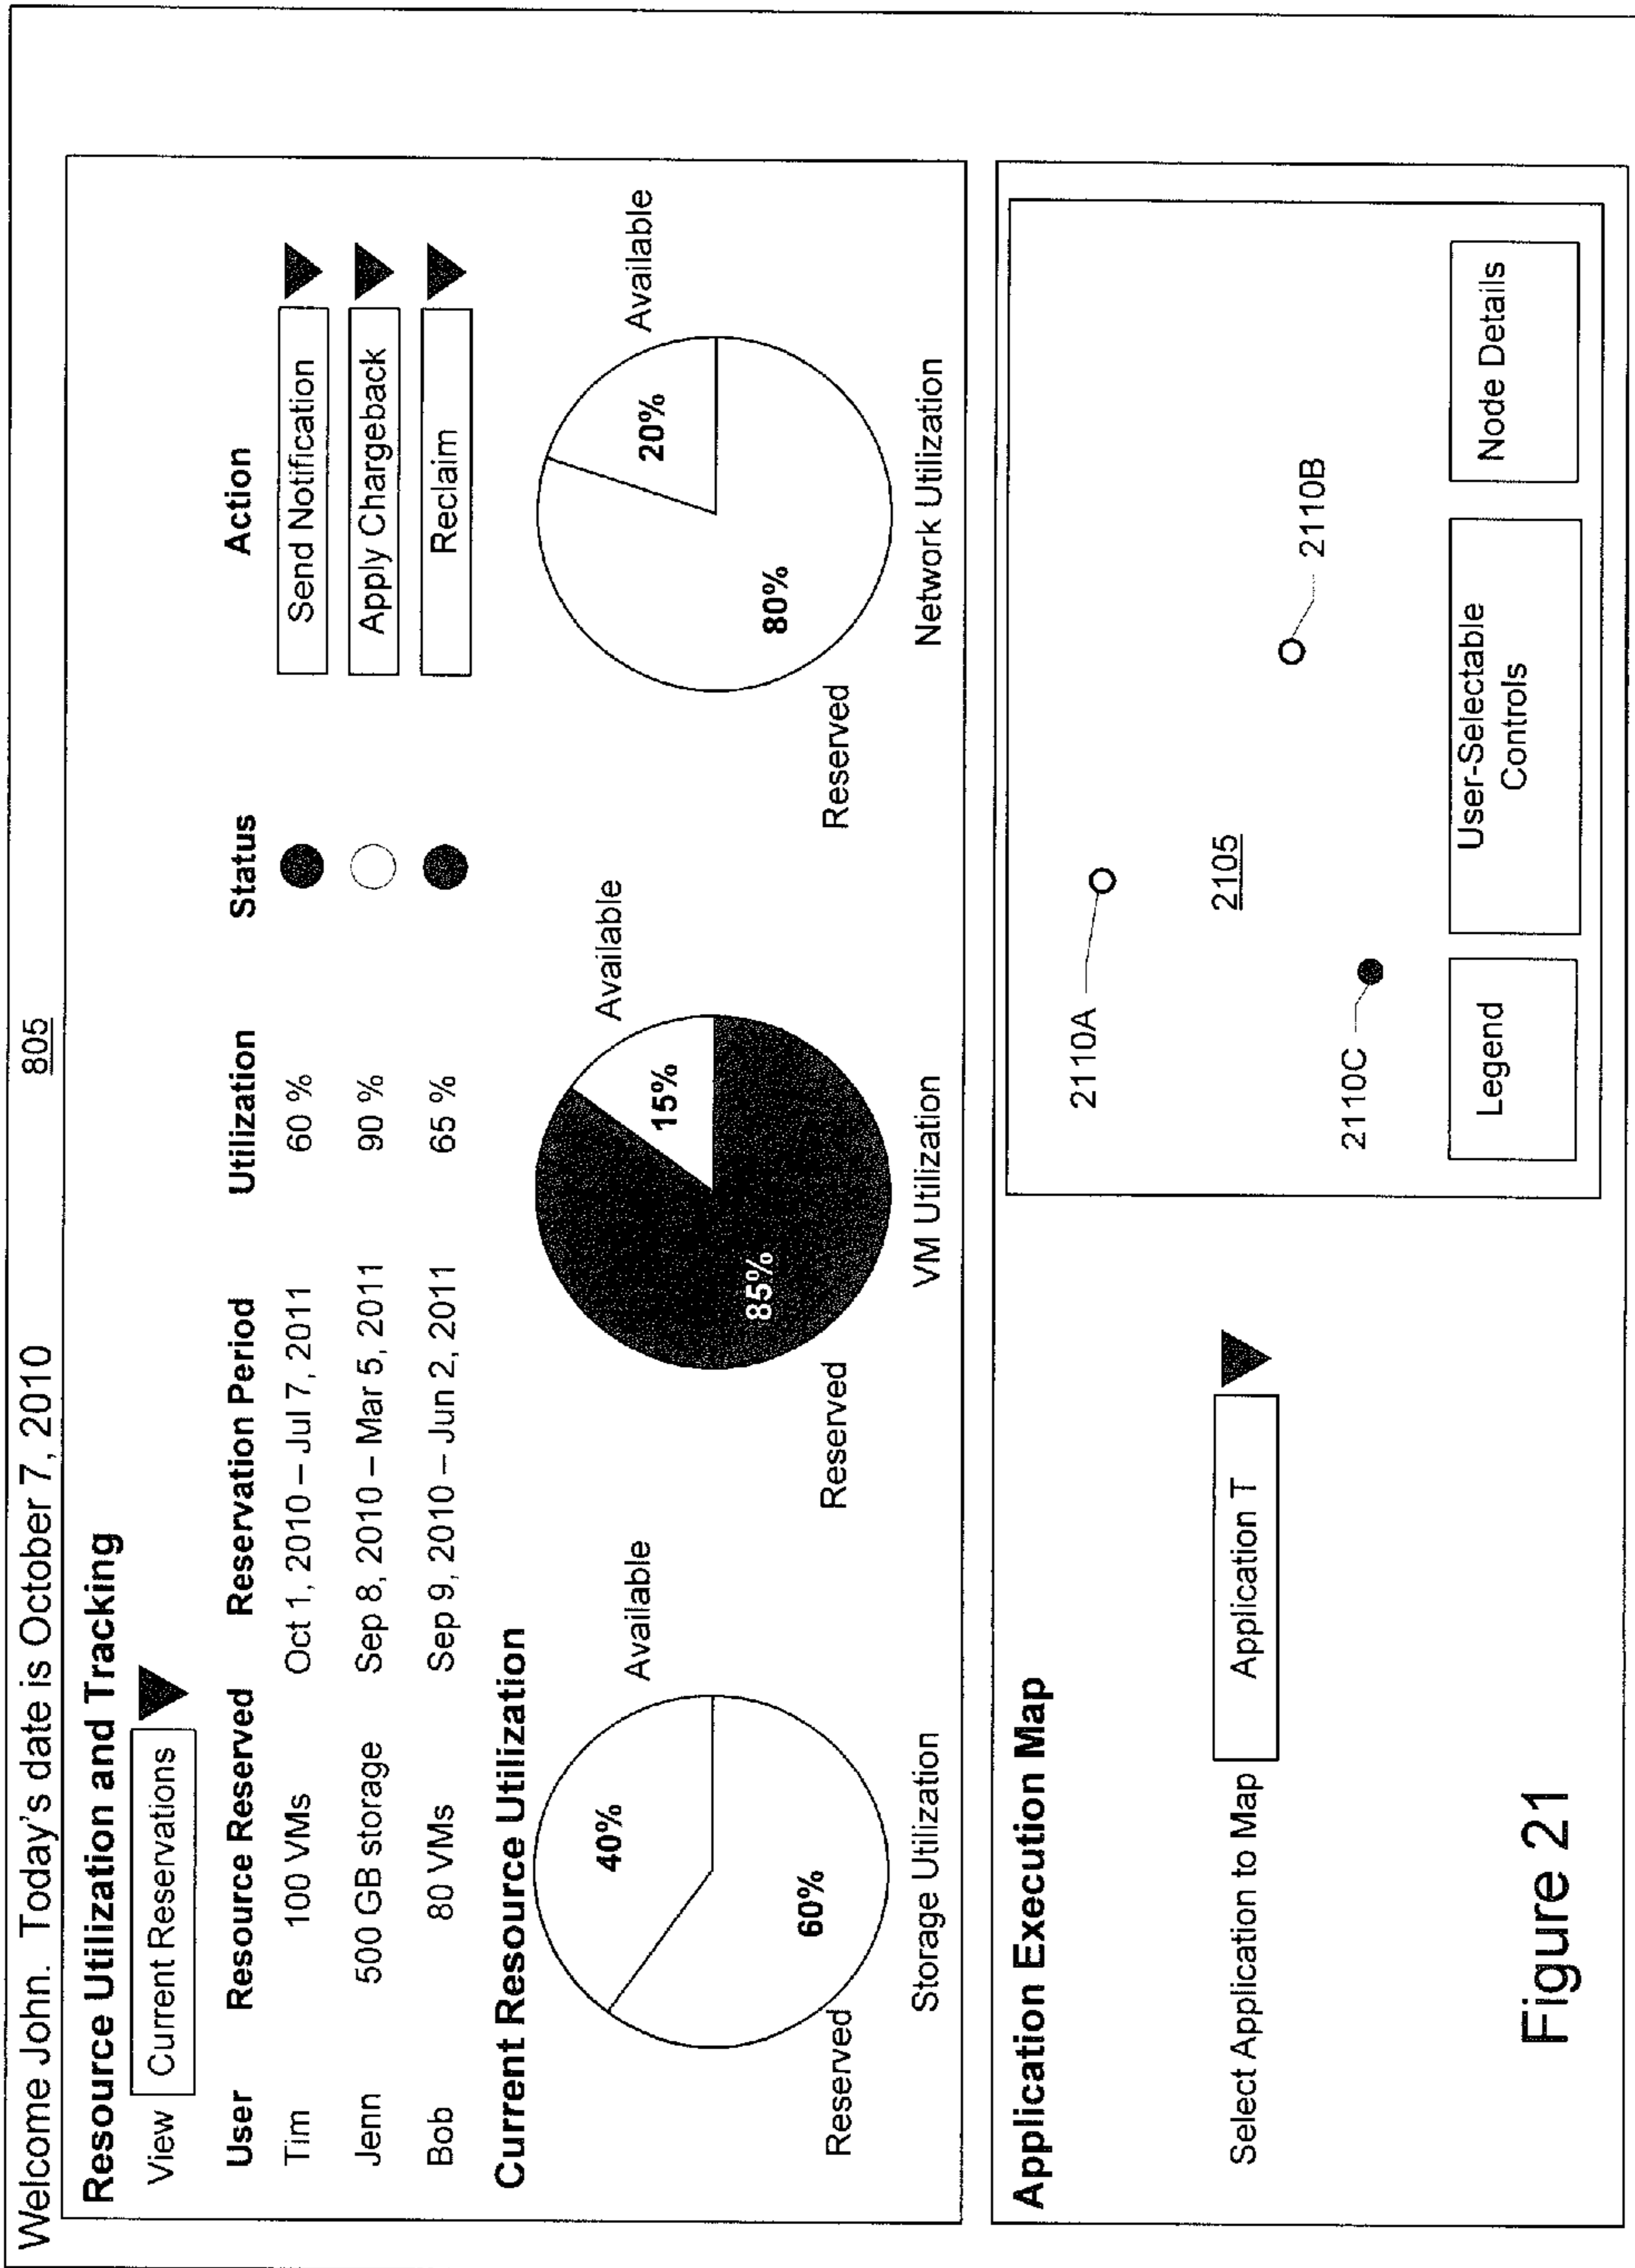 Welcome John. Today's date is October 7, 2010
805
Resource Utilization and Tracking
View Current Reservations
User Resource Reserved Reservation Period Utilization Status Action
Tim 100 VMs Oct 1, 2010 – Jul 7, 2011 60 % Send Notification
Jenn 500 GB storage Sep 8, 2010 – Mar 5, 2011 90 % Apply Chargeback
Bob 80 VMs Sep 9, 2010 – Jun 2, 2011 65 % Reclaim
Current Resource Utilization
Available
40%
60%
Reserved
Storage Utilization
Available
15%
85%
Reserved
VM Utilization
Available
20%
80%
Reserved
Network Utilization
Application Execution Map
Select Application to Map Application T
2110A
2105
2110B
2110C
Legend
User-Selectable
Controls
Node Details
Figure 21